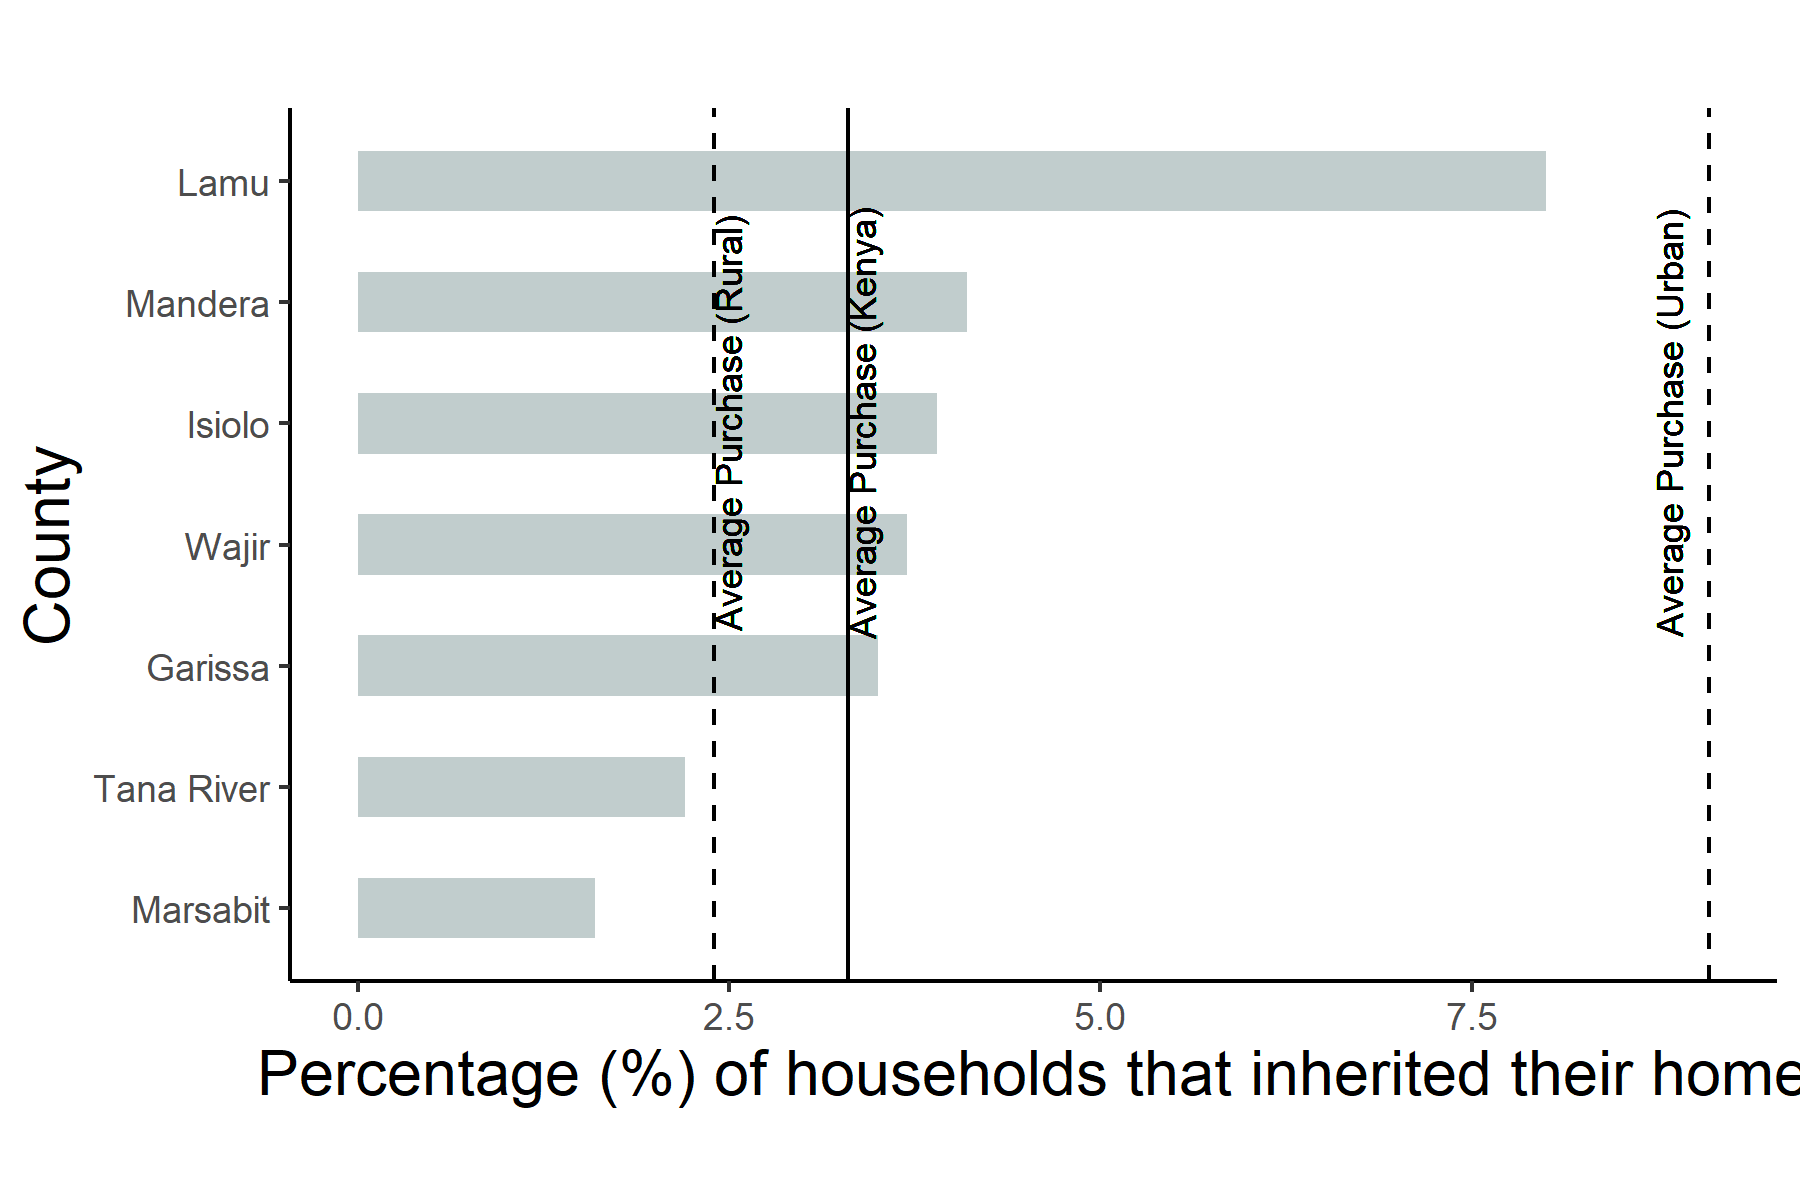 Lamu
Mandera
Isiolo
Wajir
Garissa
Tana River
Marsabit
County
Average Purchase (Rural)
Average Purchase (Kenya)
Average Purchase (Urban)
0.0 2.5 5.0 7.5
Percentage (%) of households that inherited their home